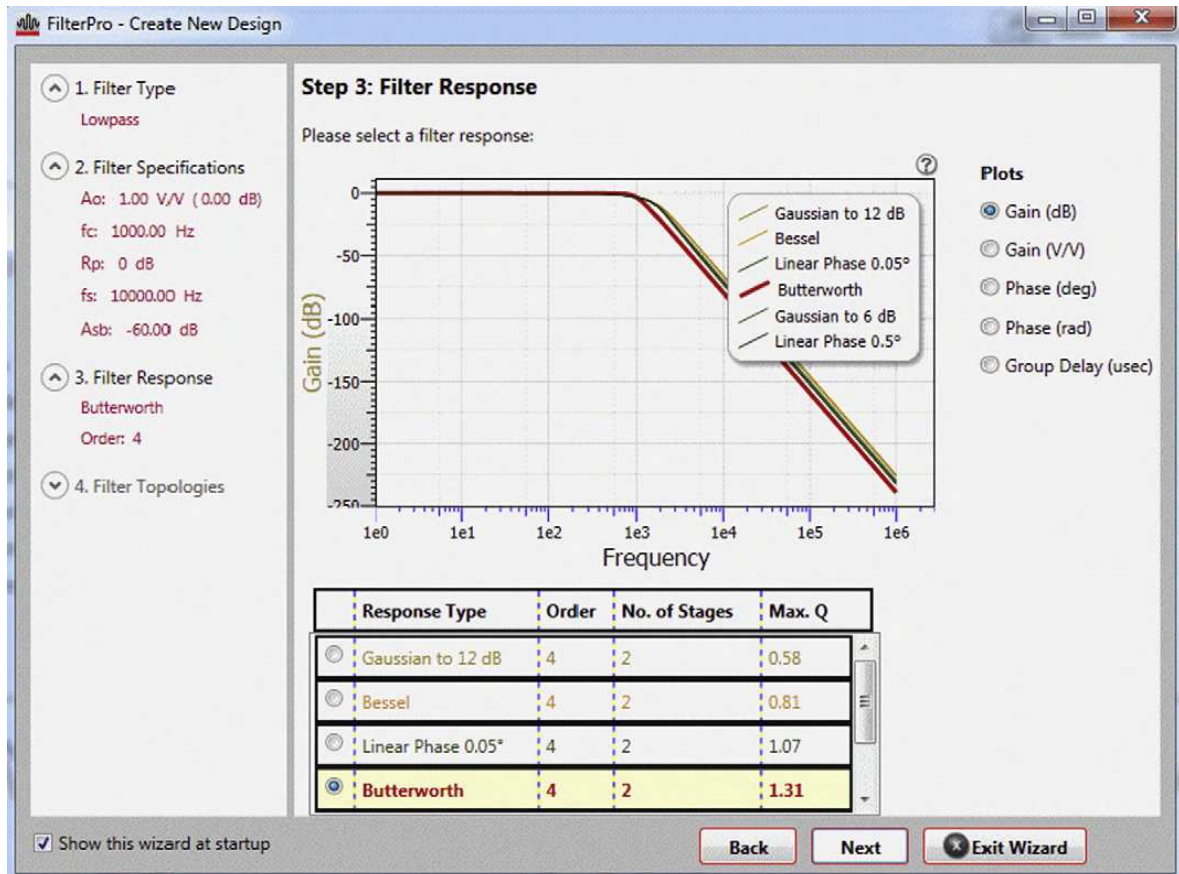 FilterPro - Create New Design
1. Filter Type
Lowpass
2. Filter Specifications
Ao: 1.00 V/V ( 0.00 dB)
fc: 1000.00 Hz
Rp: 0 dB
fs: 10000.00 Hz
Asb: -60.00 dB
3. Filter Response
Butterworth
Order: 4
4. Filter Topologies
Step 3: Filter Response
Please select a filter response:
?
Gain (dB)
0
-50
-100
-150
-200
-250
Gaussian to 12 dB
Bessel
Linear Phase 0.05°
Butterworth
Gaussian to 6 dB
Linear Phase 0.5°
1e0 1e1 1e2 1e3 1e4 1e5 1e6
Frequency
Plots
Gain (dB)
Gain (V/V)
Phase (deg)
Phase (rad)
Group Delay (usec)
Response Type Order No. of Stages Max. Q
Gaussian to 12 dB 4 2 0.58
Bessel 4 2 0.81
Linear Phase 0.05° 4 2 1.07
Butterworth 4 2 1.31
Show this wizard at startup
Back Next Exit Wizard